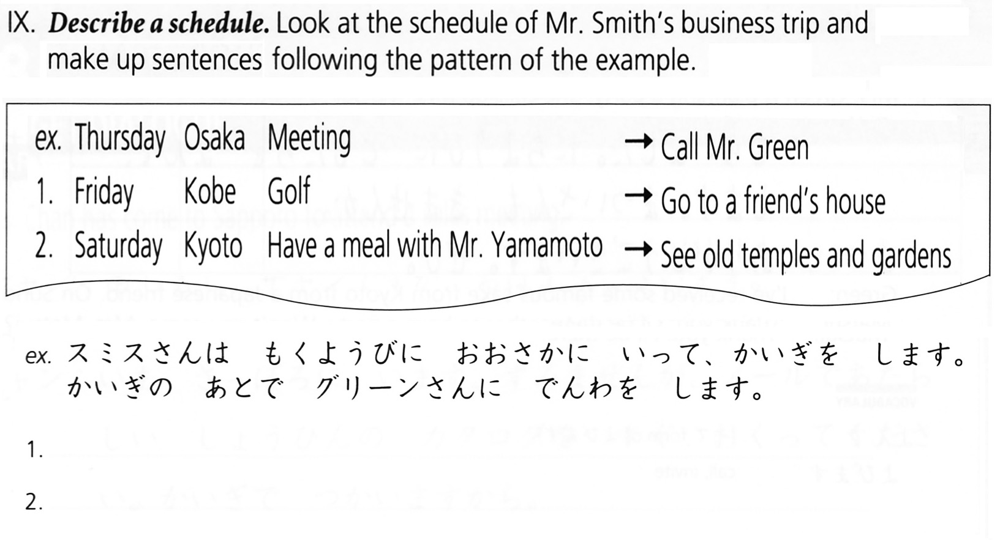 IX. Describe a schedule. Look at the schedule of Mr. Smith's business trip and
make up sentences following the pattern of the example.
ex. Thursday Osaka Meeting → Call Mr. Green
1. Friday Kobe Golf → Go to a friend's house
2. Saturday Kyoto Have a meal with Mr. Yamamoto → See old temples and gardens
ex. スミスさんは もくようびに おおさかに いって、かいぎを します。
かいぎの あとで グリーンさんに でんわを します。
1.
2.